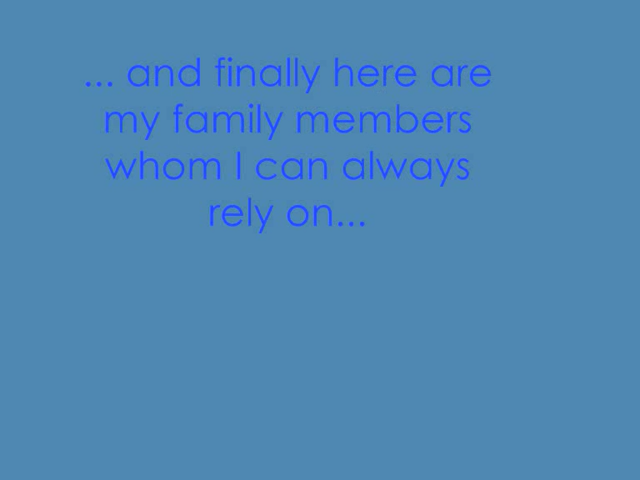 ... and finally here are
my family members
whom I can always
rely on...